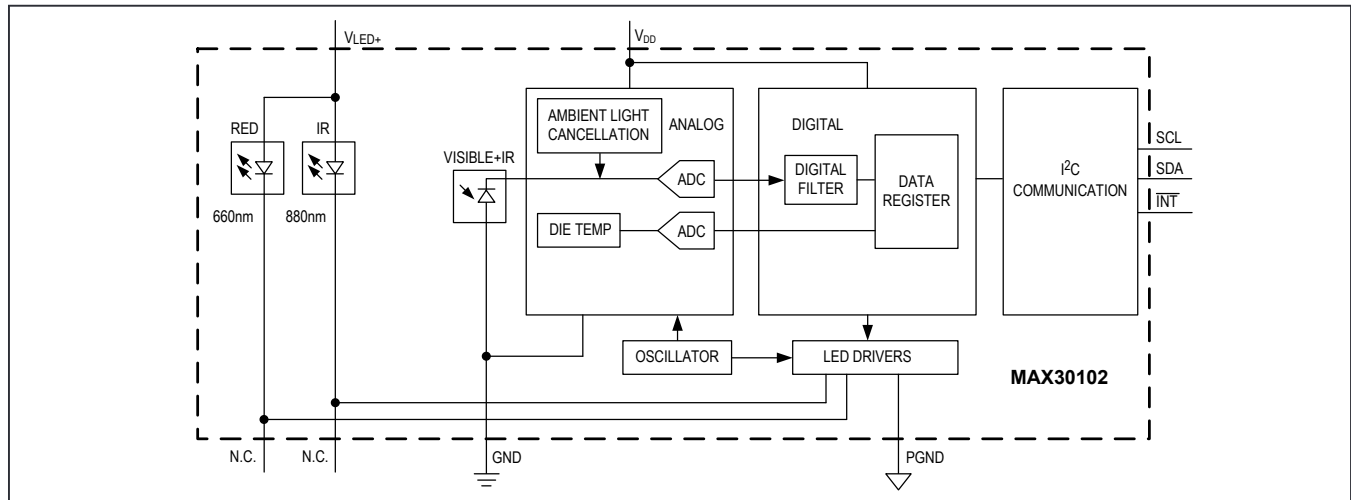 VLED+
VDD
RED
IR
660nm
880nm
VISIBLE+IR
AMBIENT LIGHT
CANCELLATION
ANALOG
ADC
DIE TEMP
ADC
DIGITAL
DIGITAL
FILTER
DATA
REGISTER
I2C
COMMUNICATION
SCL
SDA
INT
OSCILLATOR
LED DRIVERS
MAX30102
N.C.
N.C.
GND
PGND